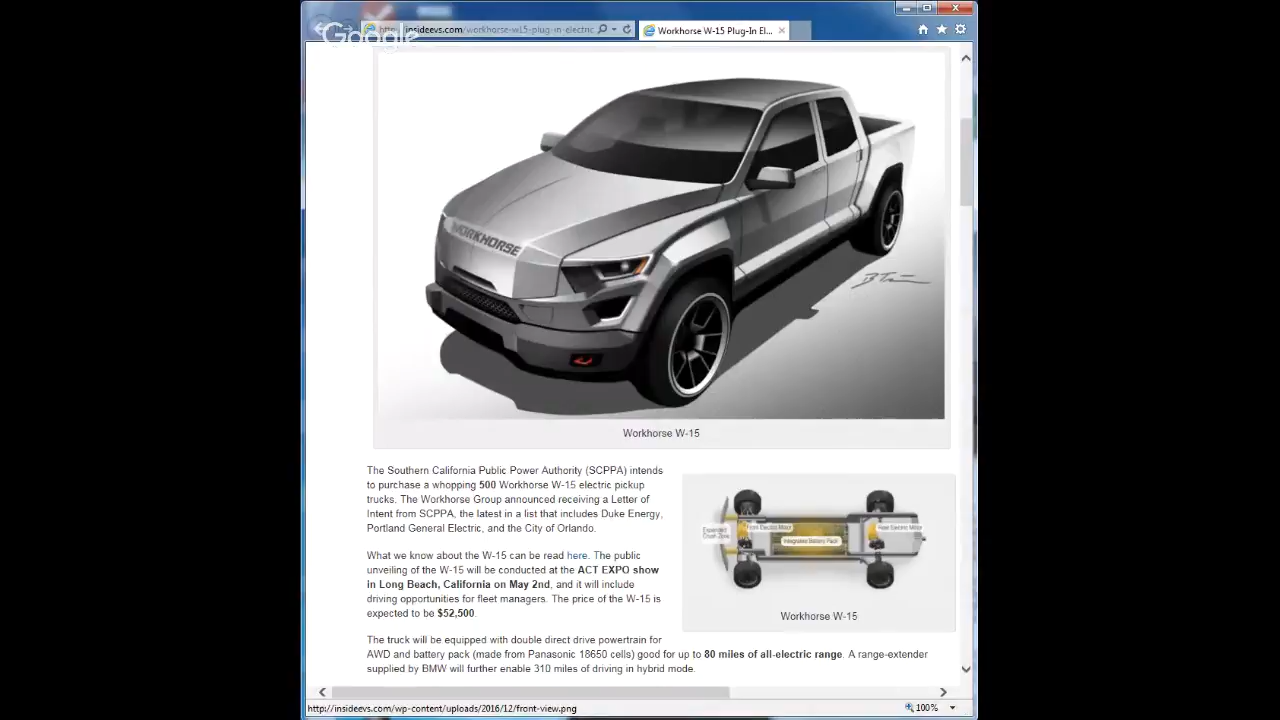 Google
insideevs.com/workhorse-w15-plug-in-electric
Workhorse W-15 Plug-In El...
WORKHORSE
Workhorse W-15
The Southern California Public Power Authority (SCPPA) intends
to purchase a whopping 500 Workhorse W-15 electric pickup
trucks. The Workhorse Group announced receiving a Letter of
Intent from SCPPA, the latest in a list that includes Duke Energy,
Portland General Electric, and the City of Orlando.
Expanded
Crush Zone
Front Electric Motor
Integrated Battery Pack
Rear Electric Motor
Workhorse W-15
What we know about the W-15 can be read here. The public
unveiling of the W-15 will be conducted at the ACT EXPO show
in Long Beach, California on May 2nd, and it will include
driving opportunities for fleet managers. The price of the W-15 is
expected to be $52,500.
The truck will be equipped with double direct drive powertrain for
AWD and battery pack (made from Panasonic 18650 cells) good for up to 80 miles of all-electric range. A range-extender
supplied by BMW will further enable 310 miles of driving in hybrid mode.
http://insideevs.com/wp-content/uploads/2016/12/front-view.png
100%